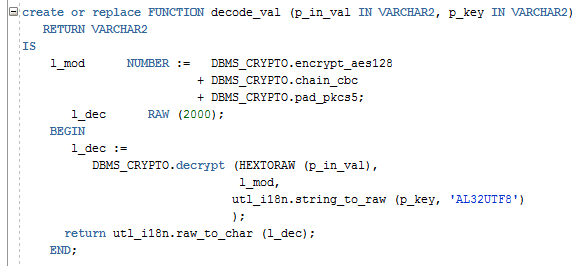 create or replace FUNCTION decode_val (p_in_val IN VARCHAR2, p_key IN VARCHAR2)
RETURN VARCHAR2
IS
l_mod NUMBER := DBMS_CRYPTO.encrypt_aes128
+ DBMS_CRYPTO.chain_cbc
+ DBMS_CRYPTO.pad_pkcs5;
l_dec RAW (2000);
BEGIN
l_dec :=
DBMS_CRYPTO.decrypt (HEXTORAW (p_in_val),
l_mod,
utl_i18n.string_to_raw (p_key, 'AL32UTF8')
);
return utl_i18n.raw_to_char (l_dec);
END;